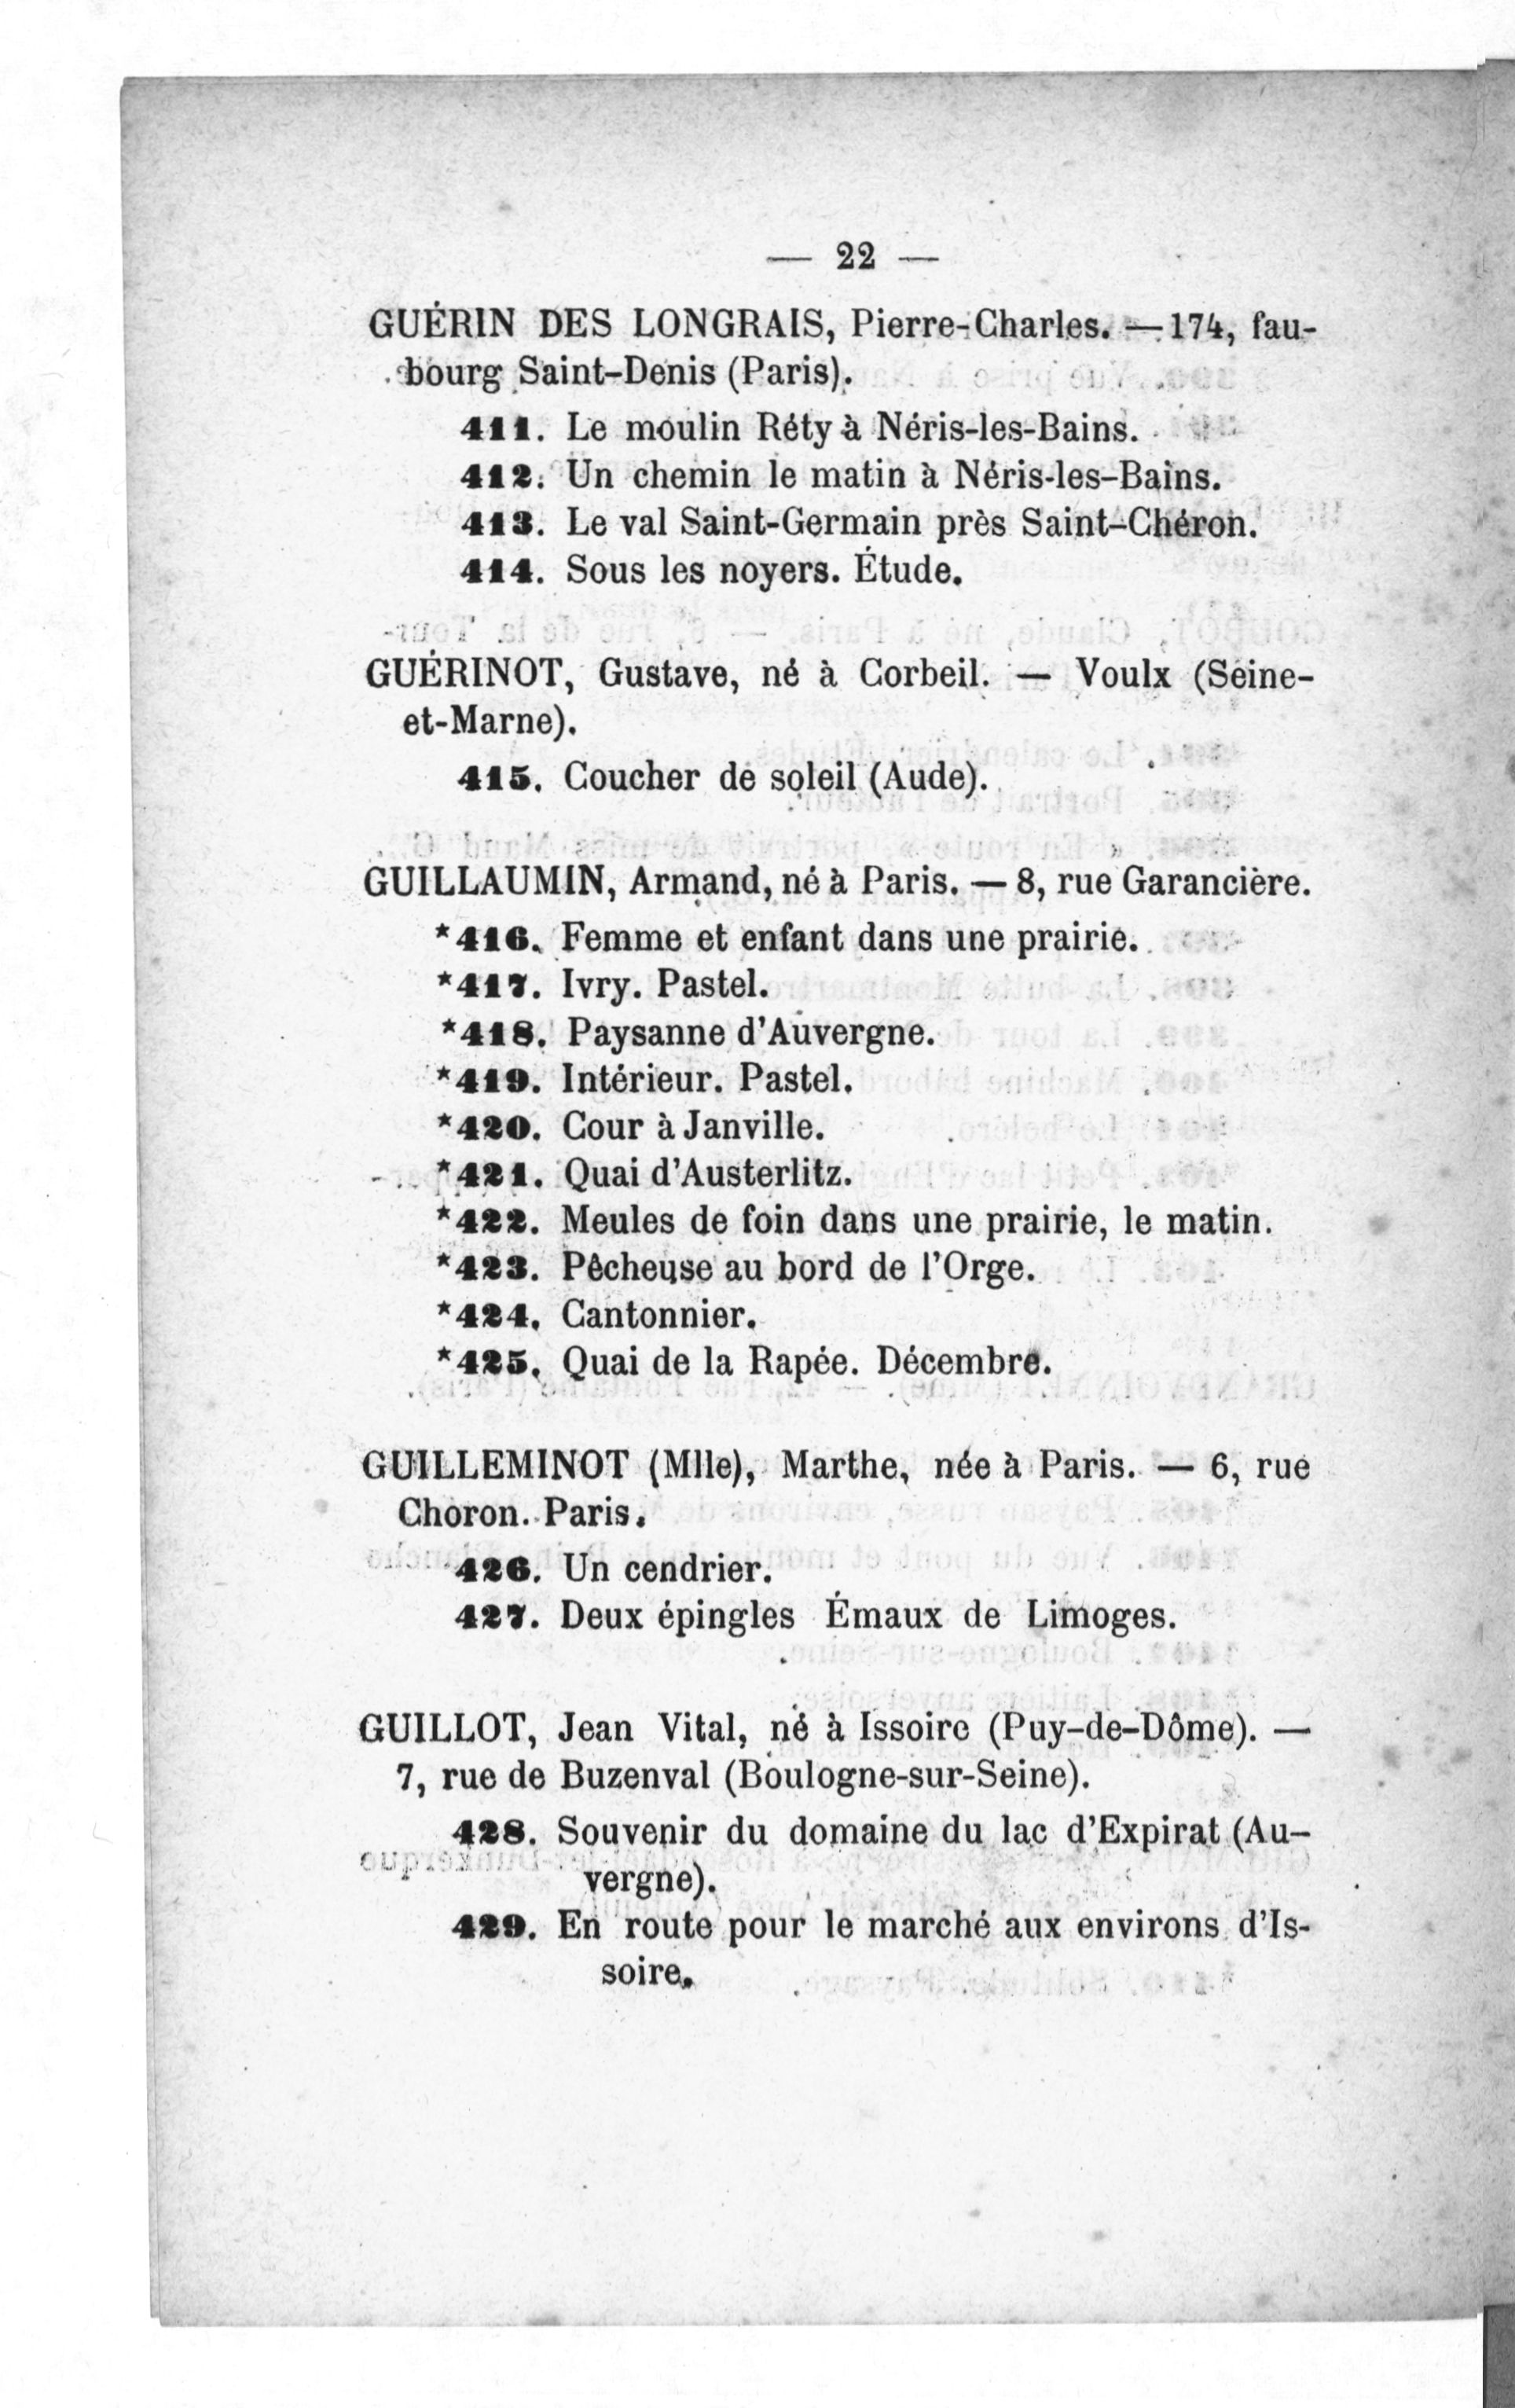 — 22 —
GUÉRIN DES LONGRAIS, Pierre-Charles. — 174, fau-
bourg Saint-Denis (Paris).
411. Le moulin Réty à Néris-les-Bains.
412. Un chemin le matin à Néris-les-Bains.
413. Le val Saint-Germain près Saint-Chéron.
414. Sous les noyers. Étude.
GUÉRINOT, Gustave, né à Corbeil. — Voulx (Seine-
et-Marne).
415. Coucher de soleil (Aude).
GUILLAUMIN, Armand, né à Paris. — 8, rue Garancière.
*416. Femme et enfant dans une prairie.
*417. Ivry. Pastel.
*418. Paysanne d'Auvergne.
*419. Intérieur. Pastel.
*420. Cour à Janville.
*421. Quai d'Austerlitz.
*422. Meules de foin dans une prairie, le matin.
*423. Pêcheuse au bord de l'Orge.
*424. Cantonnier.
*425. Quai de la Rapée. Décembre.
GUILLEMINOT (Mlle), Marthe, née à Paris. — 6, rue
Choron. Paris.
426. Un cendrier.
427. Deux épingles Émaux de Limoges.
GUILLOT, Jean Vital, né à Issoire (Puy-de-Dôme). —
7, rue de Buzenval (Boulogne-sur-Seine).
428. Souvenir du domaine du lac d'Expirat (Au-
vergne).
429. En route pour le marché aux environs d'Is-
soire.